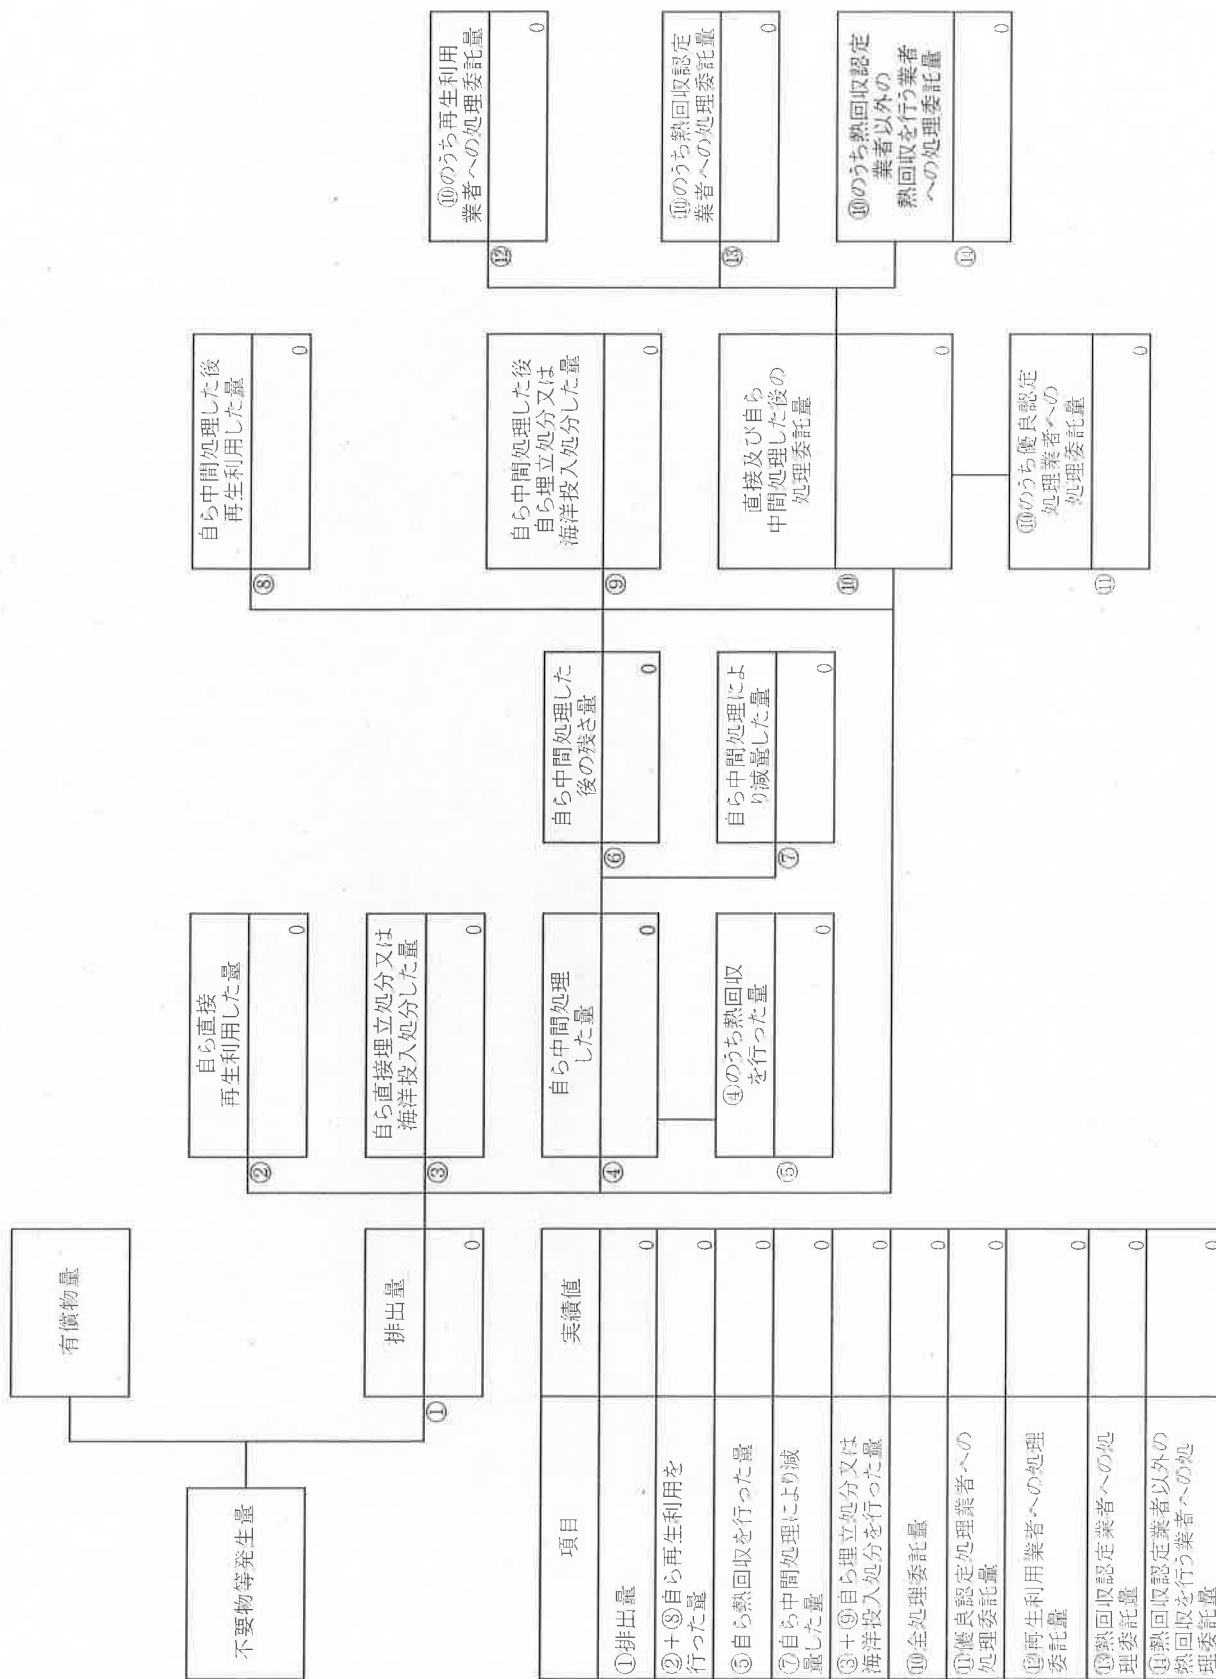 不要物等発生量
有償物量
①
排出量
0
②
自ら直接
再生利用した量
0
③
自ら直接埋立処分又は
海洋投入処分した量
0
④
自ら中間処理
した量
0
⑤
④のうち熱回収
を行った量
0
⑥
自ら中間処理した
後の残さ量
0
⑦
自ら中間処理によ
り減量した量
0
⑧
自ら中間処理した後
再生利用した量
0
⑨
自ら中間処理した後
自ら埋立処分又は
海洋投入処分した量
0
⑩
直接及び自ら
中間処理した後の
処理委託量
0
⑪
⑩のうち優良認定
処理業者への
処理委託量
0
⑫
⑩のうち再生利用
業者への処理委託量
0
⑬
⑩のうち熱回収認定
業者への処理委託量
0
⑭
⑩のうち熱回収認定
業者以外の
熱回収を行う業者
への処理委託量
0
項目 実績値
①排出量 0
②+⑧自ら再生利用を
行った量 0
⑤自ら熱回収を行った量 0
⑦自ら中間処理により減
量した量 0
③+⑨自ら埋立処分又は
海洋投入処分を行った量 0
⑩全処理委託量 0
⑪優良認定処理業者への
処理委託量 0
⑫再生利用業者への処理
委託量 0
⑬熱回収認定業者への処
理委託量 0
⑭熱回収認定業者以外の
熱回収を行う業者への処
理委託量 0